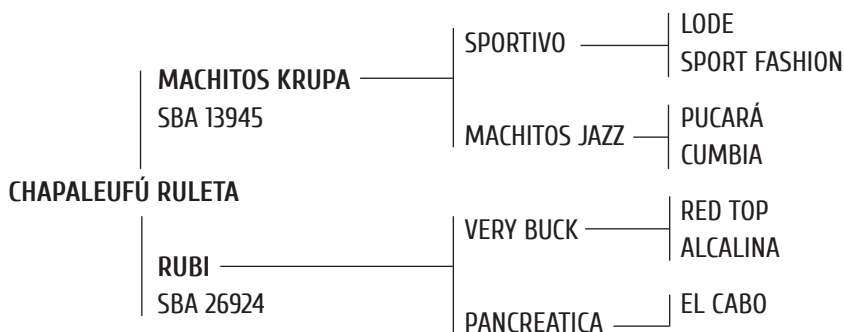 LODE
SPORTIVO
SPORT FASHION
MACHITOS KRUPA
SBA 13945
PUCARÁ
MACHITOS JAZZ
CUMBIA
CHAPALEUFÚ RULETA
RED TOP
VERY BUCK
ALCALINA
RUBI
SBA 26924
EL CABO
PANCREATICA